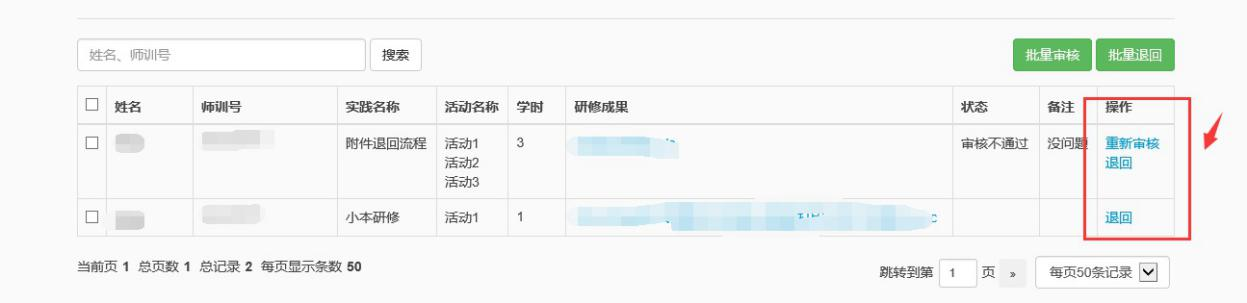 姓名、师训号 搜索 批量审核 批量退回
姓名 师训号 实践名称 活动名称 学时 研修成果 状态 备注 操作
附件退回流程 活动1 3 审核不通过 没问题 重新审核
活动2 退回
活动3
小本研修 活动1 1 退回
当前页 1 总页数 1 总记录 2 每页显示条数 50
跳转到第 1 页 » 每页50条记录